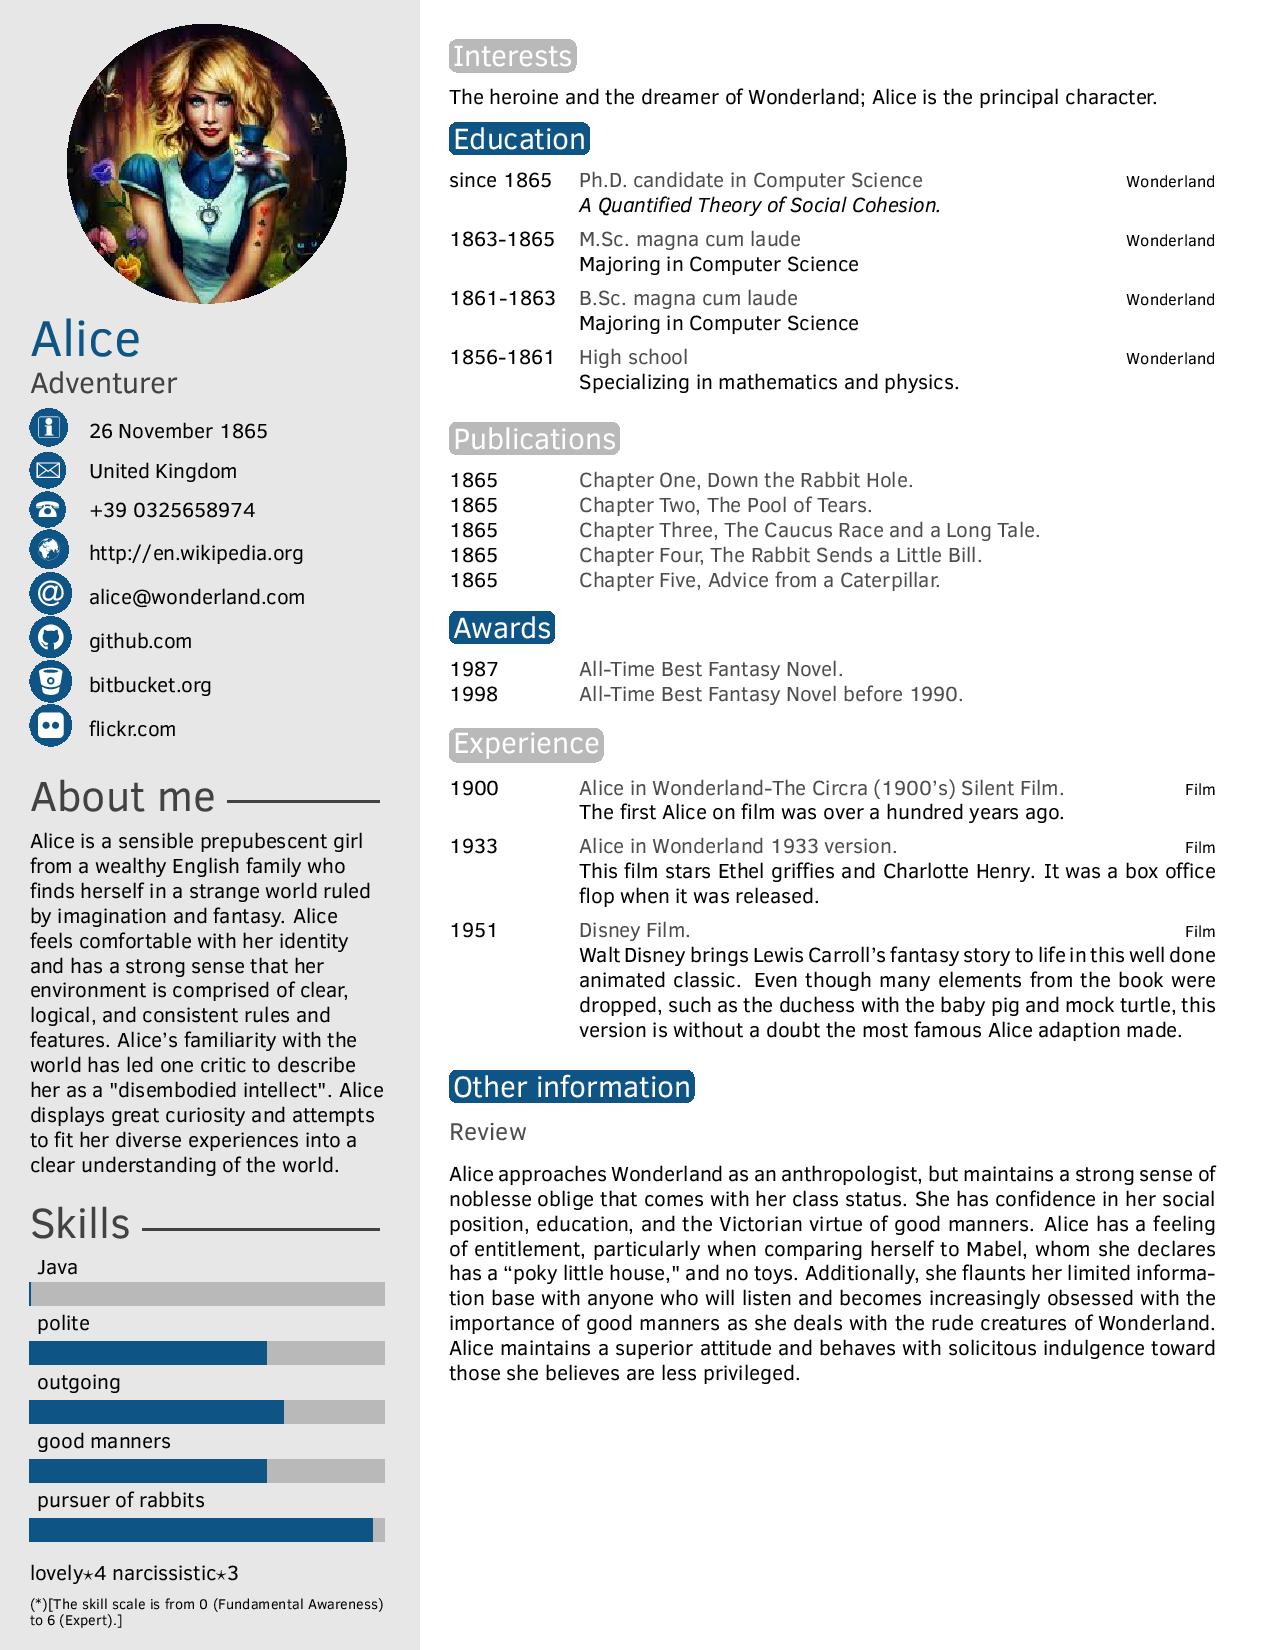 Alice
Adventurer
26 November 1865
United Kingdom
+39 0325658974
http://en.wikipedia.org
alice@wonderland.com
github.com
bitbucket.org
flickr.com
About me
Alice is a sensible prepubescent girl
from a wealthy English family who
finds herself in a strange world ruled
by imagination and fantasy. Alice
feels comfortable with her identity
and has a strong sense that her
environment is comprised of clear,
logical, and consistent rules and
features. Alice's familiarity with the
world has led one critic to describe
her as a "disembodied intellect". Alice
displays great curiosity and attempts
to fit her diverse experiences into a
clear understanding of the world.
Skills
Java
polite
outgoing
good manners
pursuer of rabbits
lovely⋆4 narcissistic⋆3
(*)[The skill scale is from 0 (Fundamental Awareness)
to 6 (Expert).]
Interests
The heroine and the dreamer of Wonderland; Alice is the principal character.
Education
since 1865 Ph.D. candidate in Computer Science Wonderland
A Quantified Theory of Social Cohesion.
1863-1865 M.Sc. magna cum laude Wonderland
Majoring in Computer Science
1861-1863 B.Sc. magna cum laude Wonderland
Majoring in Computer Science
1856-1861 High school Wonderland
Specializing in mathematics and physics.
Publications
1865 Chapter One, Down the Rabbit Hole.
1865 Chapter Two, The Pool of Tears.
1865 Chapter Three, The Caucus Race and a Long Tale.
1865 Chapter Four, The Rabbit Sends a Little Bill.
1865 Chapter Five, Advice from a Caterpillar.
Awards
1987 All-Time Best Fantasy Novel.
1998 All-Time Best Fantasy Novel before 1990.
Experience
1900 Alice in Wonderland-The Circra (1900's) Silent Film. Film
The first Alice on film was over a hundred years ago.
1933 Alice in Wonderland 1933 version. Film
This film stars Ethel griffies and Charlotte Henry. It was a box office
flop when it was released.
1951 Disney Film. Film
Walt Disney brings Lewis Carroll's fantasy story to life in this well done
animated classic. Even though many elements from the book were
dropped, such as the duchess with the baby pig and mock turtle, this
version is without a doubt the most famous Alice adaption made.
Other information
Review
Alice approaches Wonderland as an anthropologist, but maintains a strong sense of
noblesse oblige that comes with her class status. She has confidence in her social
position, education, and the Victorian virtue of good manners. Alice has a feeling
of entitlement, particularly when comparing herself to Mabel, whom she declares
has a “poky little house," and no toys. Additionally, she flaunts her limited informa-
tion base with anyone who will listen and becomes increasingly obsessed with the
importance of good manners as she deals with the rude creatures of Wonderland.
Alice maintains a superior attitude and behaves with solicitous indulgence toward
those she believes are less privileged.